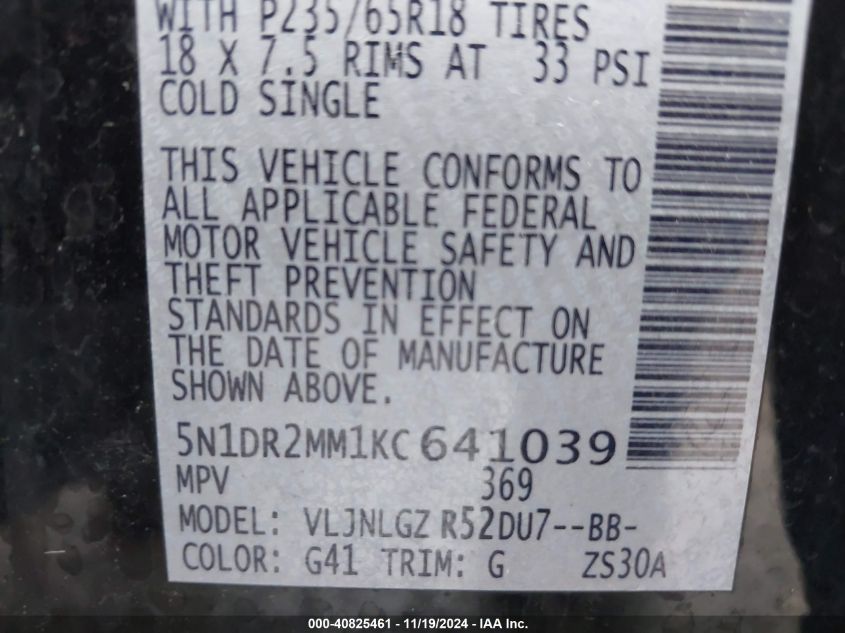 WITH P235/65R18 TIRES
18 X 7.5 RIMS AT 33 PSI
COLD SINGLE
THIS VEHICLE CONFORMS TO
ALL APPLICABLE FEDERAL
MOTOR VEHICLE SAFETY AND
THEFT PREVENTION
STANDARDS IN EFFECT ON
THE DATE OF MANUFACTURE
SHOWN ABOVE.
5N1DR2MM1KC641039
MPV 369
MODEL: VLJNLGZ R52DU7--BB-
COLOR: G41 TRIM: G ZS30A
000-40825461 - 11/19/2024 - IAA Inc.